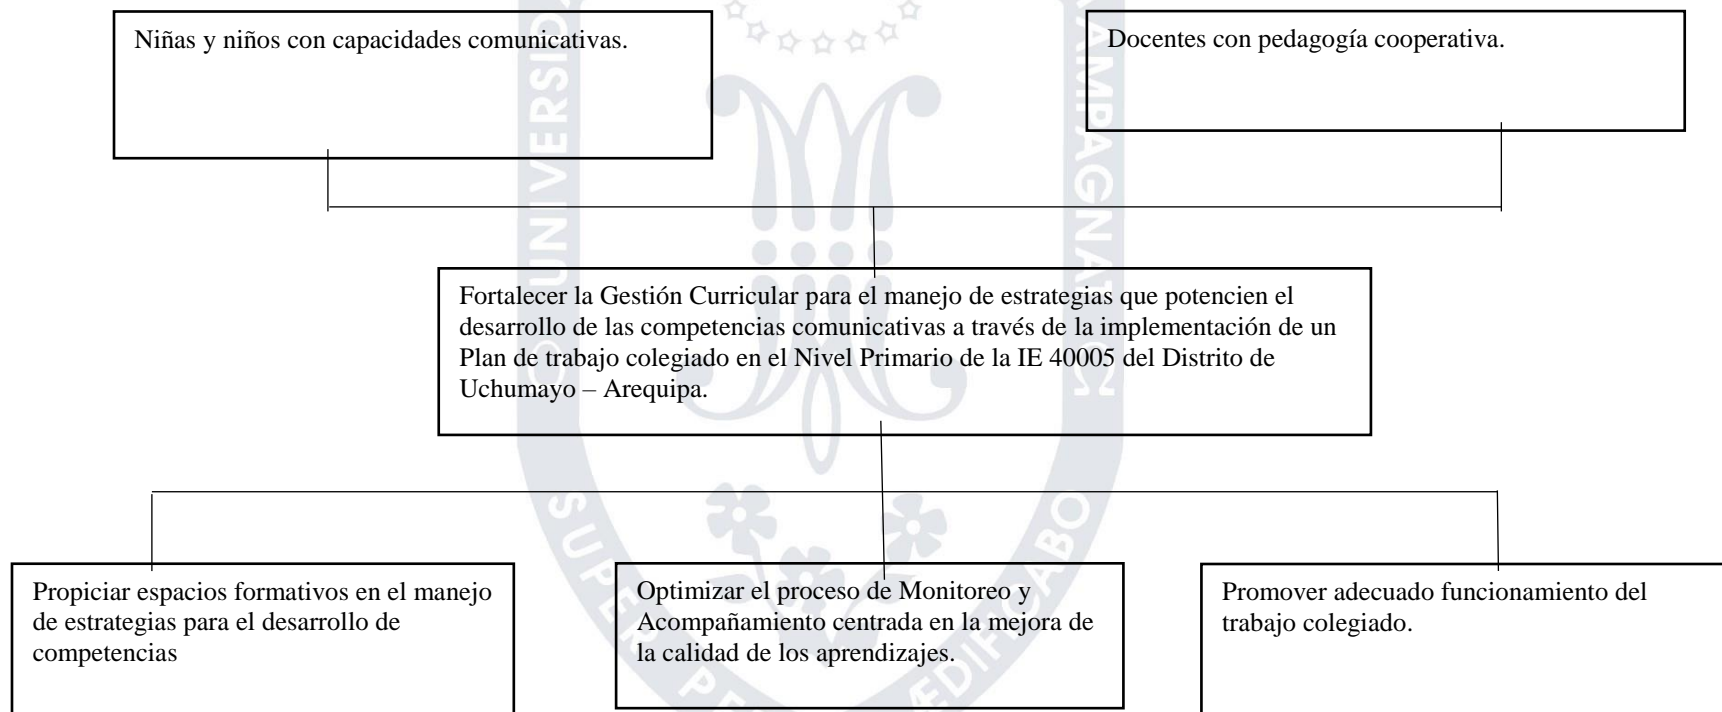 Niñas y niños con capacidades comunicativas.
Docentes con pedagogía cooperativa.
Fortalecer la Gestión Curricular para el manejo de estrategias que potencien el
desarrollo de las competencias comunicativas a través de la implementación de un
Plan de trabajo colegiado en el Nivel Primario de la IE 40005 del Distrito de
Uchumayo – Arequipa.
Propiciar espacios formativos en el manejo
de estrategias para el desarrollo de
competencias
Optimizar el proceso de Monitoreo y
Acompañamiento centrada en la mejora de
la calidad de los aprendizajes.
Promover adecuado funcionamiento del
trabajo colegiado.